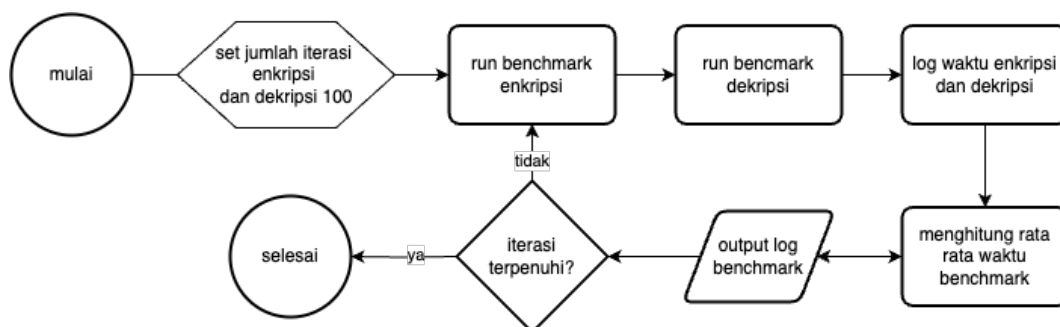 mulai
set jumlah iterasi
enkripsi
dan dekripsi 100
run benchmark
enkripsi
run bencmark
dekripsi
log waktu enkripsi
dan dekripsi
menghitung rata
rata waktu
benchmark
output log
benchmark
iterasi
terpenuhi?
tidak
ya
selesai